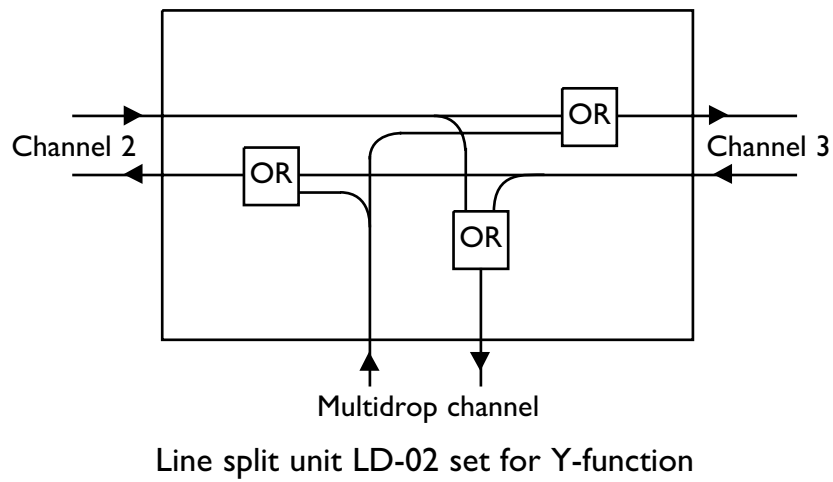 OR
Channel 2
Channel 3
OR
OR
Multidrop channel
Line split unit LD-02 set for Y-function